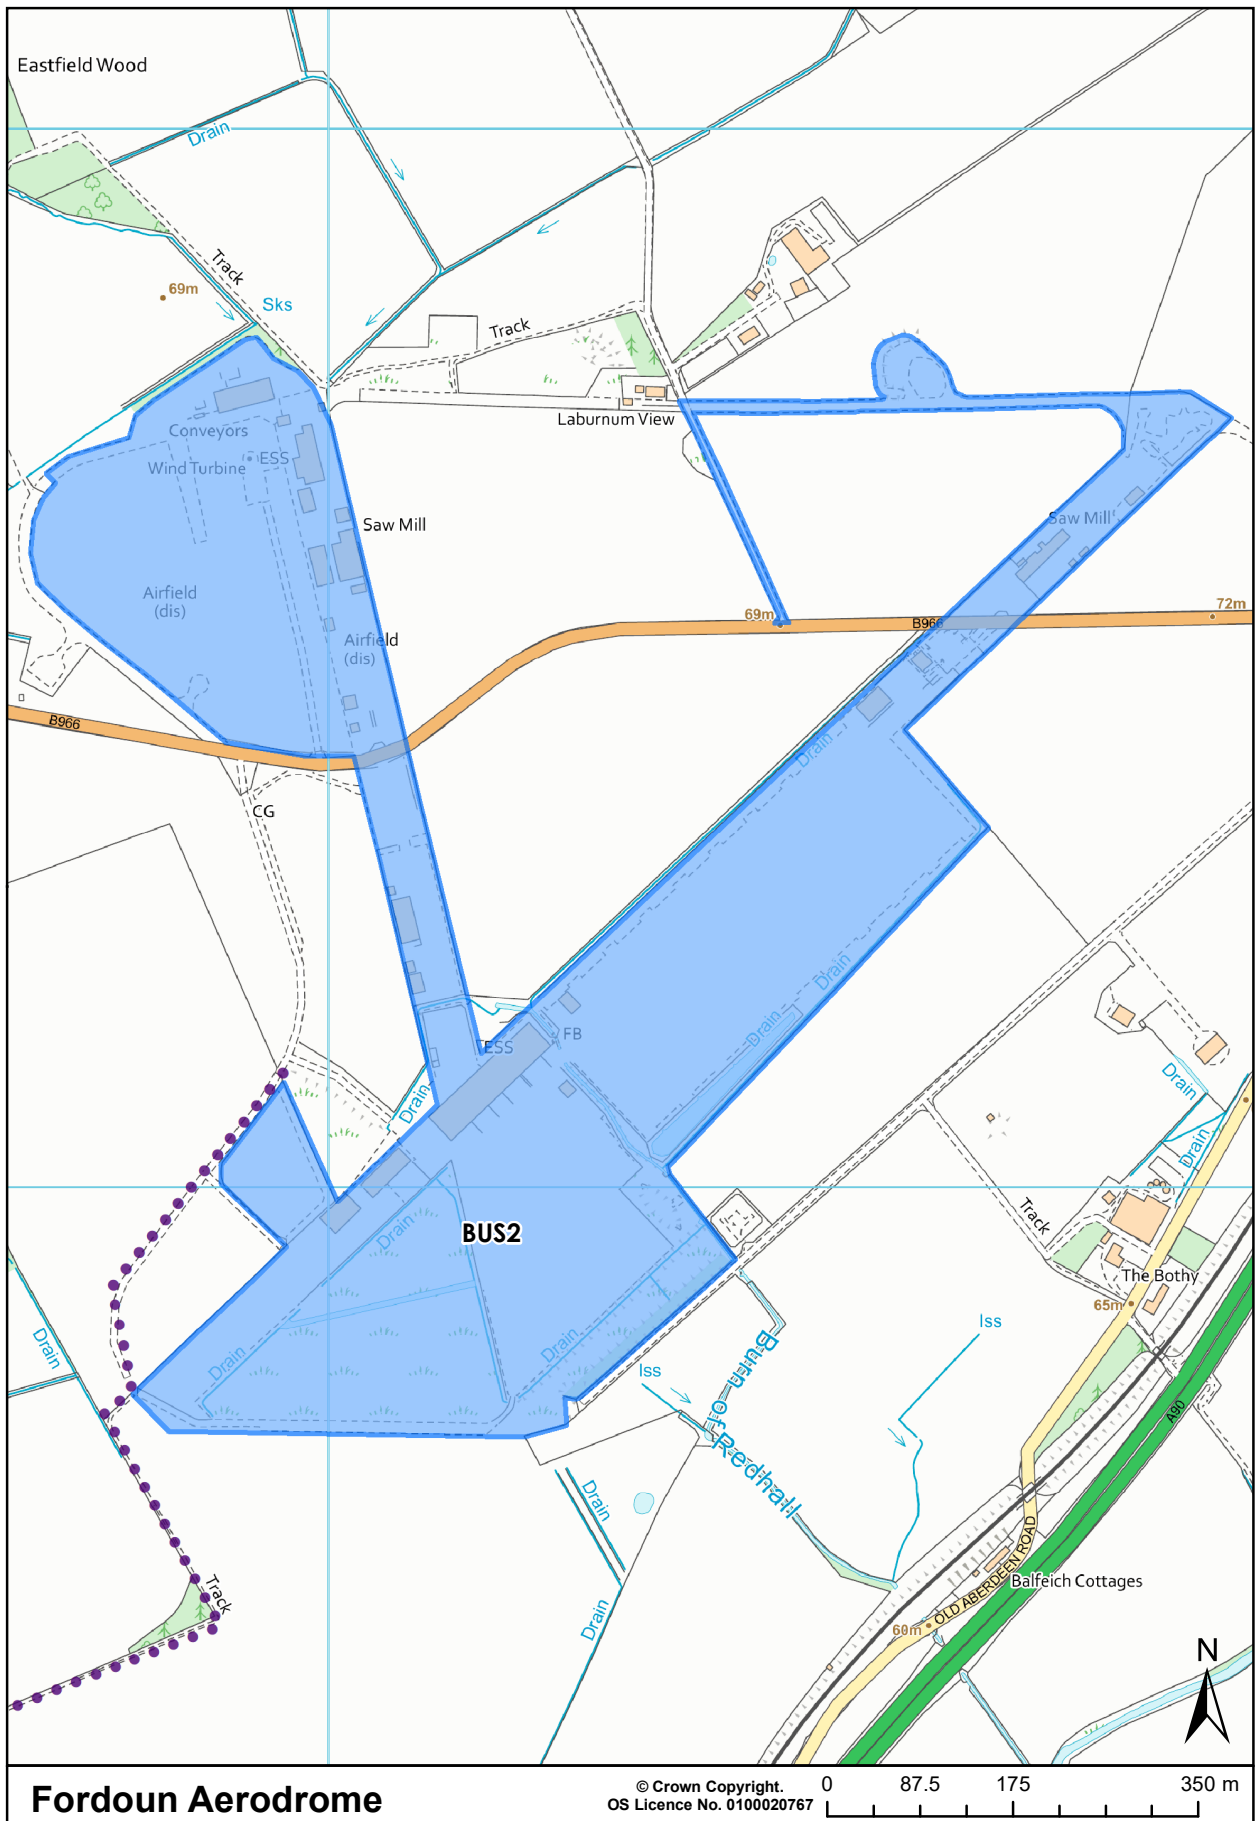 Eastfield Wood
Drain
Track
69m
Sks
Track
Laburnum View
Conveyors
Wind Turbine
ESS
Saw Mill
Saw Mill
Airfield
(dis)
Airfield
(dis)
69m
B966
72m
B966
CG
Drain
Drain
Drain
FB
ESS
Drain
Drain
Drain
Track
BUS2
Drain
The Bothy
65m
Drain
Drain
Drain
Iss
Iss
Burn of Redhall
A90
Drain
OLD ABERDEEN ROAD
Balfeich Cottages
Track
Drain
60m
N
Fordoun Aerodrome
© Crown Copyright.
OS Licence No. 0100020767
0 87.5 175 350 m